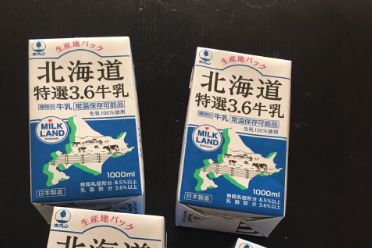 生産地パック
北海道
特選3.6牛乳
種類別 牛乳 常温保存可能品
生乳100%使用
MILK
LAND
1000ml
無脂乳固形分 8.5%以上
乳脂肪分 3.6%以上
日本製造
生産地パック
北海道
特選3.6牛乳
種類別 牛乳 常温保存可能品
生乳100%使用
MILK
LAND
1000ml
無脂乳固形分 8.5%以上
乳脂肪分 3.6%以上
日本製造
生産地パック
北海道